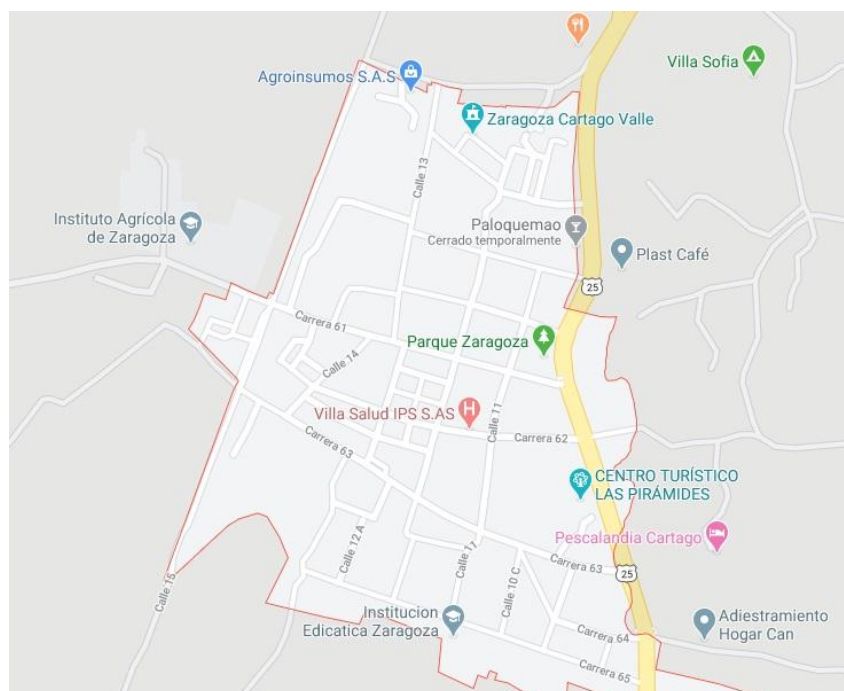 Villa Sofia
Agroinsumos S.A.S
Zaragoza Cartago Valle
Calle 13
Instituto Agrícola
de Zaragoza
Paloquemao
Cerrado temporalmente
Plast Café
25
Carrera 61
Parque Zaragoza
Calle 14
Villa Salud IPS S.AS
Calle 11
Carrera 62
Carrera 63
CENTRO TURÍSTICO
LAS PIRÁMIDES
Calle 12 A
Pescalandia Cartago
Calle 11
Carrera 63
25
Calle 15
Calle 10 C
Institucion
Edicatica Zaragoza
Adiestramiento
Hogar Can
Carrera 64
Carrera 65